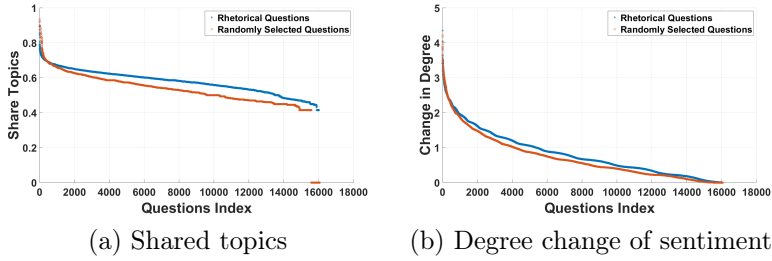 Rhetorical Questions
Randomly Selected Questions
Share Topics
1
0.8
0.6
0.4
0.2
0
0 2000 4000 6000 8000 10000 12000 14000 16000 18000
Questions Index
(a) Shared topics
Rhetorical Questions
Randomly Selected Questions
Change in Degree
5
4
3
2
1
0
0 2000 4000 6000 8000 10000 12000 14000 16000 18000
Questions Index
(b) Degree change of sentiment